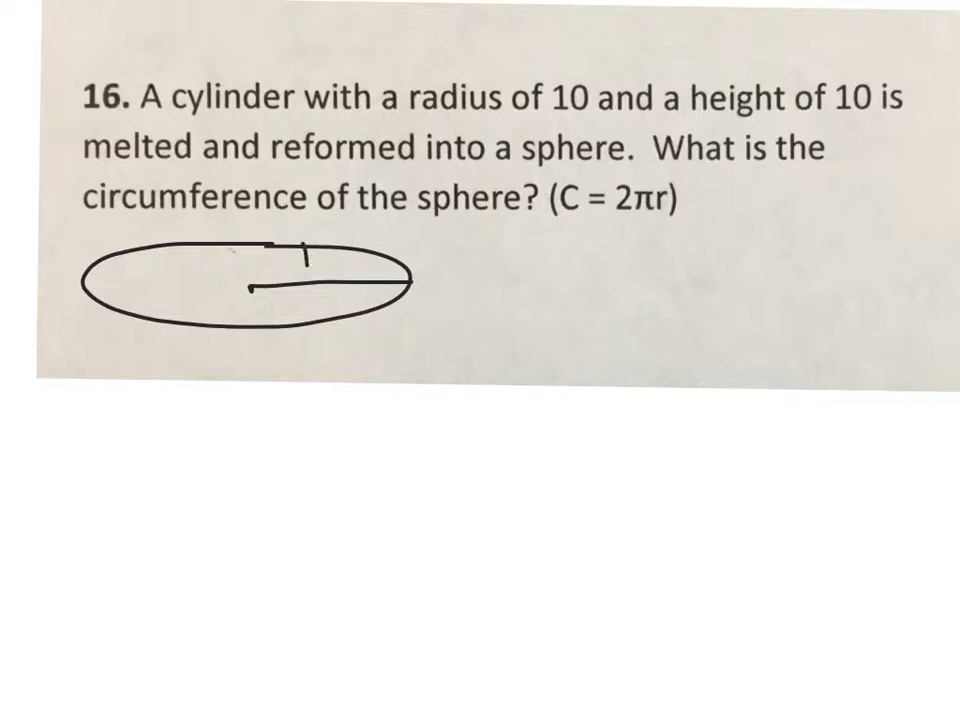 16. A cylinder with a radius of 10 and a height of 10 is
melted and reformed into a sphere.  What is the
circumference of the sphere? (C = 2πr)